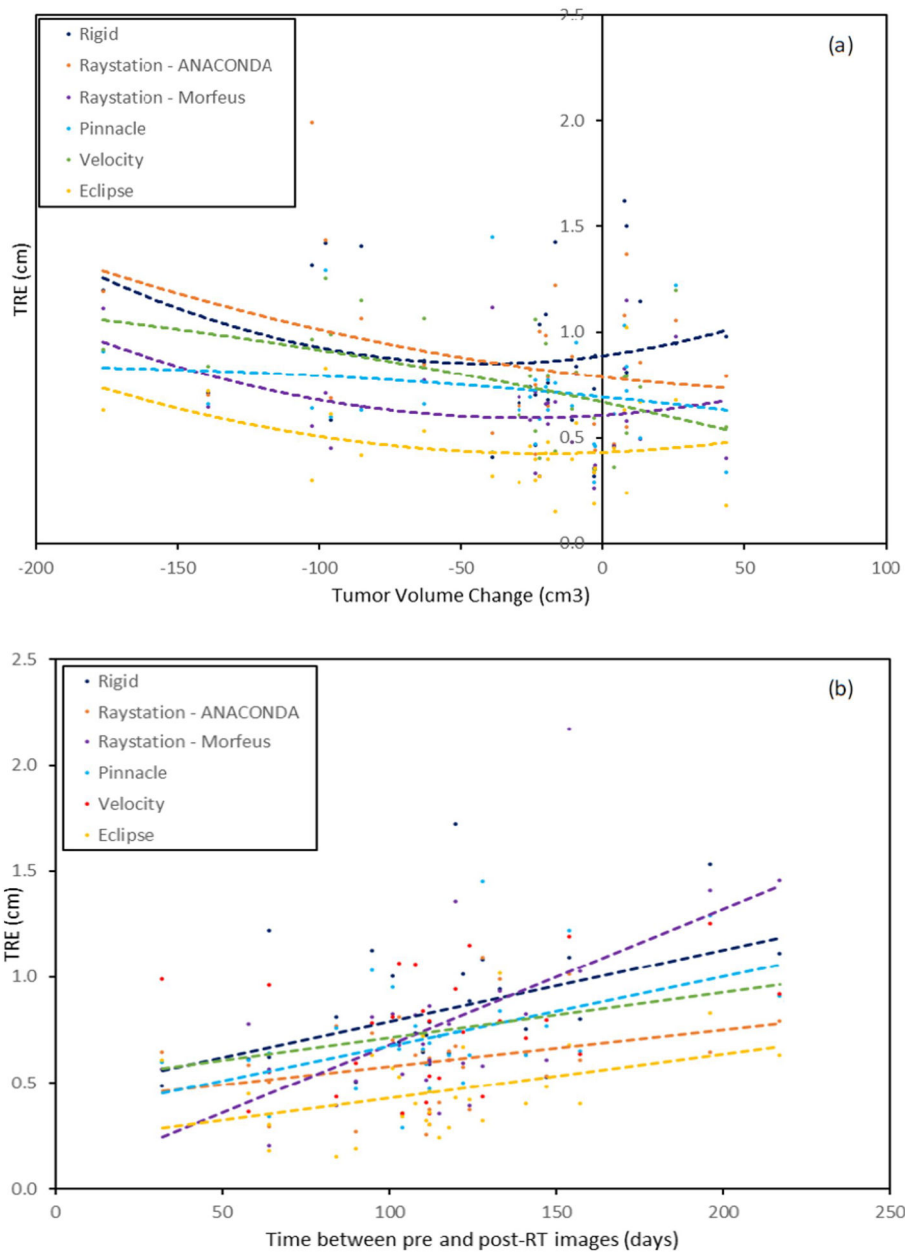 2.5
Rigid
(a)
Raystation - ANACONDA
Raystation - Morfeus
2.0
Pinnacle
Velocity
Eclipse
1.5
TRE (cm)
1.0
0.5
0.0
-200 -150 -100 -50 0 50 100
Tumor Volume Change (cm3)
2.5
Rigid
(b)
Raystation - ANACONDA
Raystation - Morfeus
2.0
Pinnacle
Velocity
Eclipse
1.5
TRE (cm)
1.0
0.5
0.0
0 50 100 150 200 250
Time between pre and post-RT images (days)